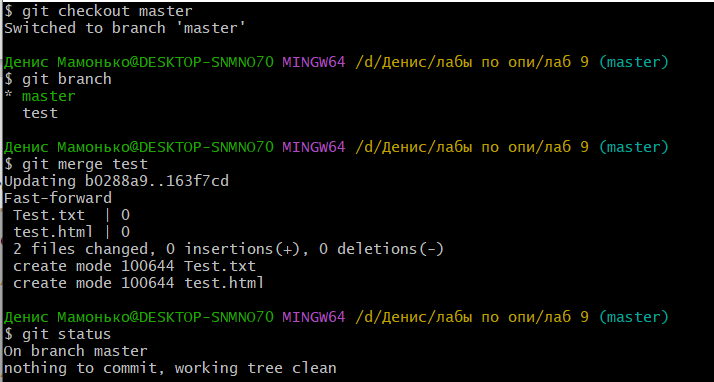 $ git checkout master
Switched to branch 'master'
Денис Мамонько@DESKTOP-SNMNO70 MINGW64 /d/Денис/лабы по опи/лаб 9 (master)
$ git branch
* master
  test
Денис Мамонько@DESKTOP-SNMNO70 MINGW64 /d/Денис/лабы по опи/лаб 9 (master)
$ git merge test
Updating b0288a9..163f7cd
Fast-forward
 Test.txt  | 0
 test.html | 0
 2 files changed, 0 insertions(+), 0 deletions(-)
 create mode 100644 Test.txt
 create mode 100644 test.html
Денис Мамонько@DESKTOP-SNMNO70 MINGW64 /d/Денис/лабы по опи/лаб 9 (master)
$ git status
On branch master
nothing to commit, working tree clean